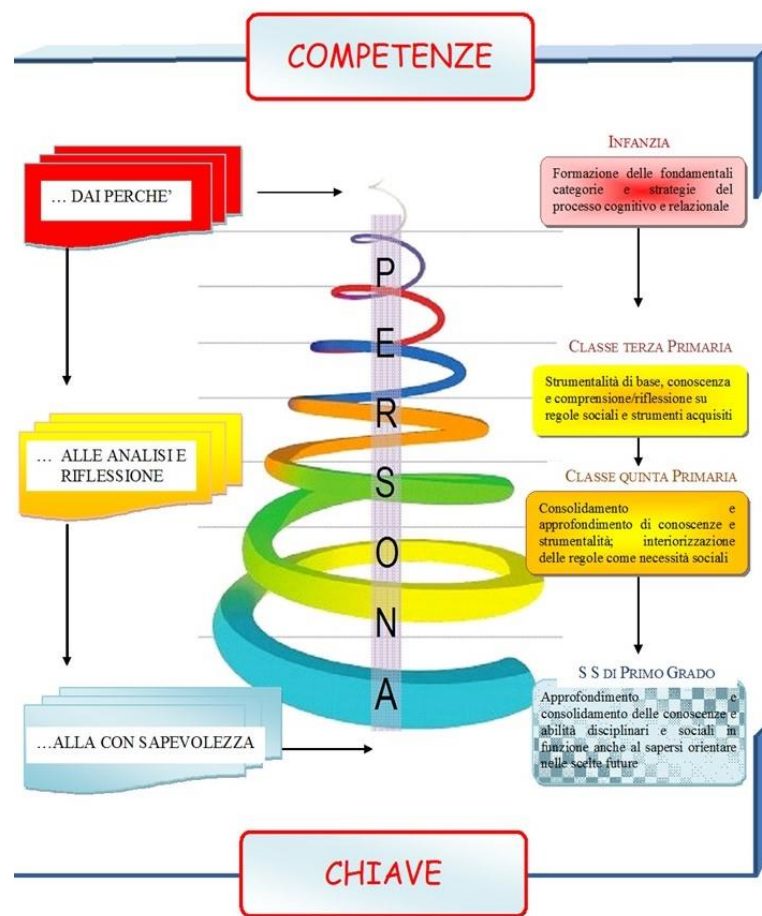 COMPETENZE
… DAI PERCHE’
INFANZIA
Formazione delle fondamentali
categorie e strategie del
processo cognitivo e relazionale
PERSONA
CLASSE TERZA PRIMARIA
Strumentalità di base, conoscenza
e comprensione/riflessione su
regole sociali e strumenti acquisiti
… ALLE ANALISI E
RIFLESSIONE
CLASSE QUINTA PRIMARIA
Consolidamento e
approfondimento di conoscenze e
strumentalità; interiorizzazione
delle regole come necessità sociali
S S DI PRIMO GRADO
Approfondimento e
consolidamento delle conoscenze e
abilità disciplinari e sociali in
funzione anche al sapersi orientare
nelle scelte future
…ALLA CON SAPEVOLEZZA
CHIAVE